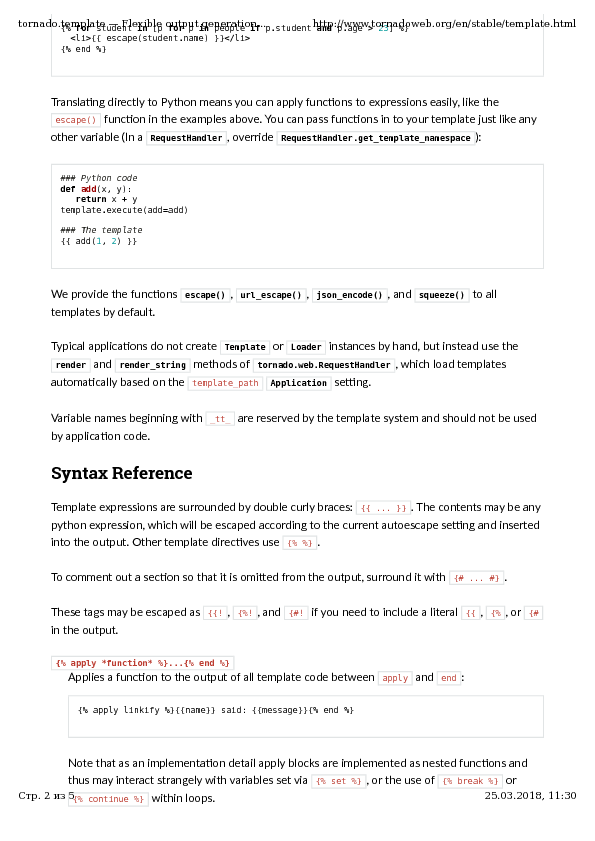 tornado.template — Flexible output generation... http://www.tornadoweb.org/en/stable/template.html
{% for student in [p for p in people if p.student and p.age > 23] %}
<li>{{ escape(student.name) }}</li>
{% end %}
Translating directly to Python means you can apply functions to expressions easily, like the
escape() function in the examples above. You can pass functions in to your template just like any
other variable (In a RequestHandler , override RequestHandler.get_template_namespace ):
### Python code
def add(x, y):
return x + y
template.execute(add=add)
### The template
{{ add(1, 2) }}
We provide the functions escape() , url_escape() , json_encode() , and squeeze() to all
templates by default.
Typical applications do not create Template or Loader instances by hand, but instead use the
render and render_string methods of tornado.web.RequestHandler , which load templates
automatically based on the template_path Application setting.
Variable names beginning with _tt_ are reserved by the template system and should not be used
by application code.
Syntax Reference
Template expressions are surrounded by double curly braces: {{ ... }} . The contents may be any
python expression, which will be escaped according to the current autoescape setting and inserted
into the output. Other template directives use {% %} .
To comment out a section so that it is omitted from the output, surround it with {# ... #} .
These tags may be escaped as {{! , {%! , and {#! if you need to include a literal {{ , {% , or {#
in the output.
{% apply *function* %}...{% end %}
Applies a function to the output of all template code between apply and end :
{% apply linkify %}{{name}} said: {{message}}{% end %}
Note that as an implementation detail apply blocks are implemented as nested functions and
thus may interact strangely with variables set via {% set %} , or the use of {% break %} or
{% continue %} within loops.
Стр. 2 из 5 25.03.2018, 11:30